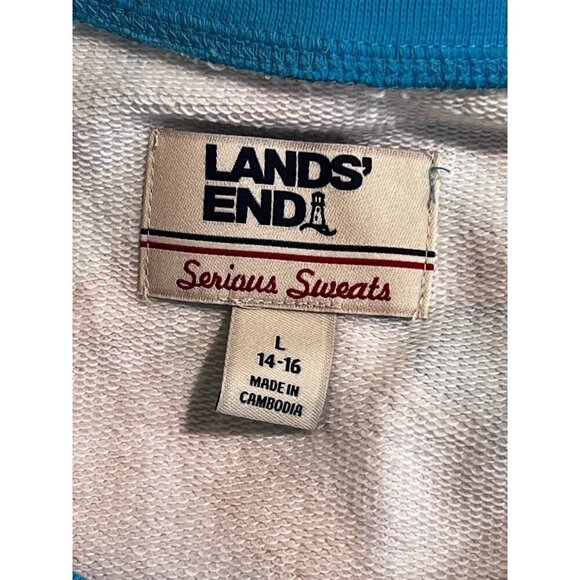 LANDS'
END
Serious Sweats
L
14-16
MADE IN
CAMBODIA